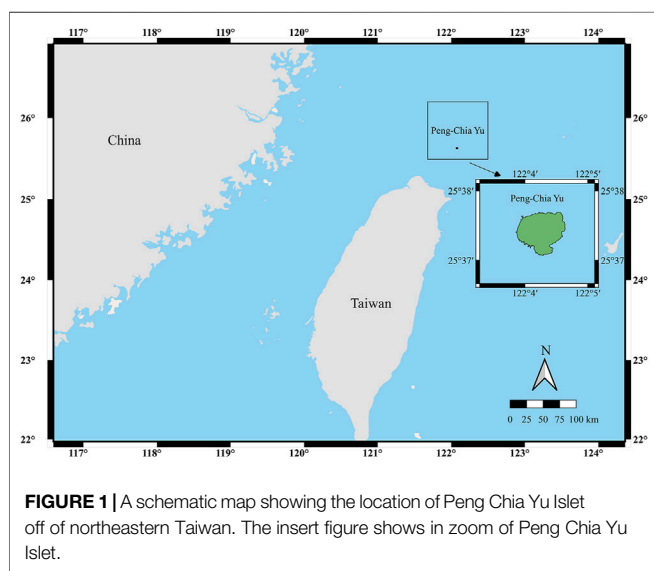 117° 118° 119° 120° 121° 122° 123° 124°
26° 26°
Peng-Chia Yu
China
122°4′ 122°5′
25° 25°
25°38′ 25°38′
Peng-Chia Yu
25°37′ 25°37′
24° 24°
122°4′ 122°5′
Taiwan
23° 23°
N
0 25 50 75 100 km
22° 22°
117° 118° 119° 120° 121° 122° 123° 124°
FIGURE 1 | A schematic map showing the location of Peng Chia Yu Islet
off of northeastern Taiwan. The insert figure shows in zoom of Peng Chia Yu
Islet.